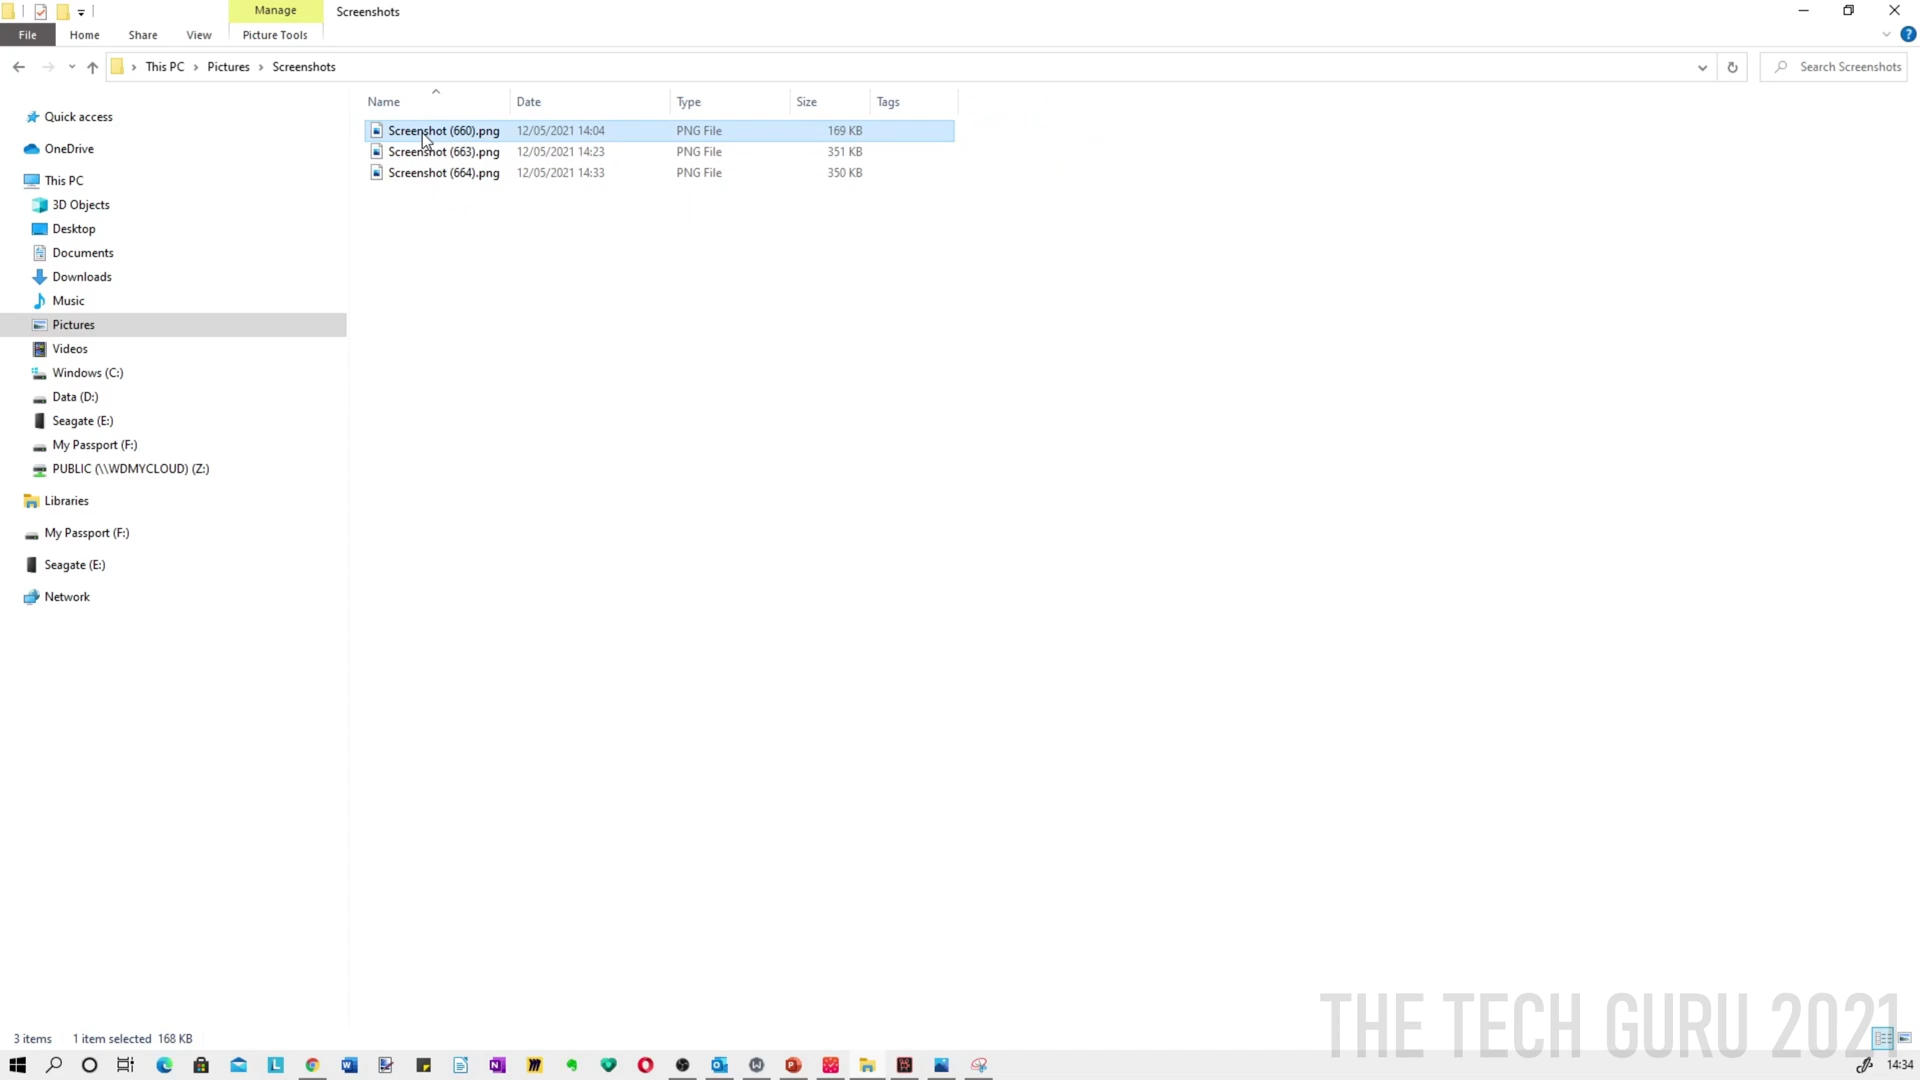 Manage
Screenshots
File
Home
Share
View
Picture Tools
This PC > Pictures > Screenshots
Search Screenshots
Name
Date
Type
Size
Tags
Screenshot (660).png 12/05/2021 14:04 PNG File 169 KB
Screenshot (663).png 12/05/2021 14:23 PNG File 351 KB
Screenshot (664).png 12/05/2021 14:33 PNG File 350 KB
Quick access
OneDrive
This PC
3D Objects
Desktop
Documents
Downloads
Music
Pictures
Videos
Windows (C:)
Data (D:)
Seagate (E:)
My Passport (F:)
PUBLIC (\\WDMYCLOUD) (Z:)
Libraries
My Passport (F:)
Seagate (E:)
Network
THE TECH GURU 2021
3 items
1 item selected 168 KB
14:34